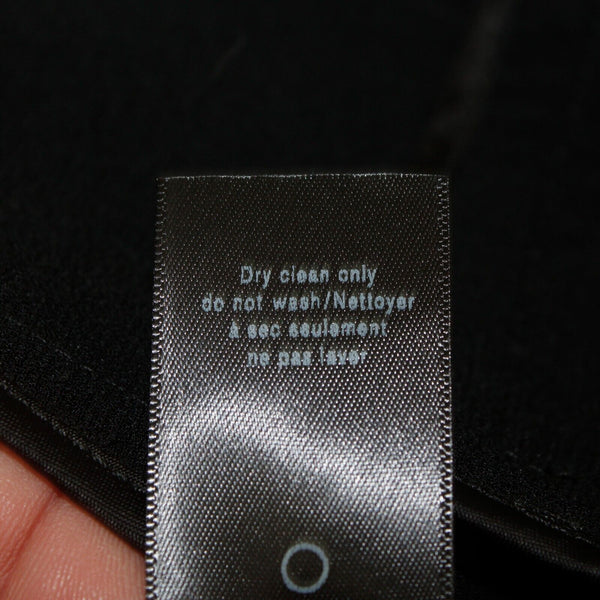 Dry clean only
do not wash/Nettoyer
à sec seulement
ne pas laver